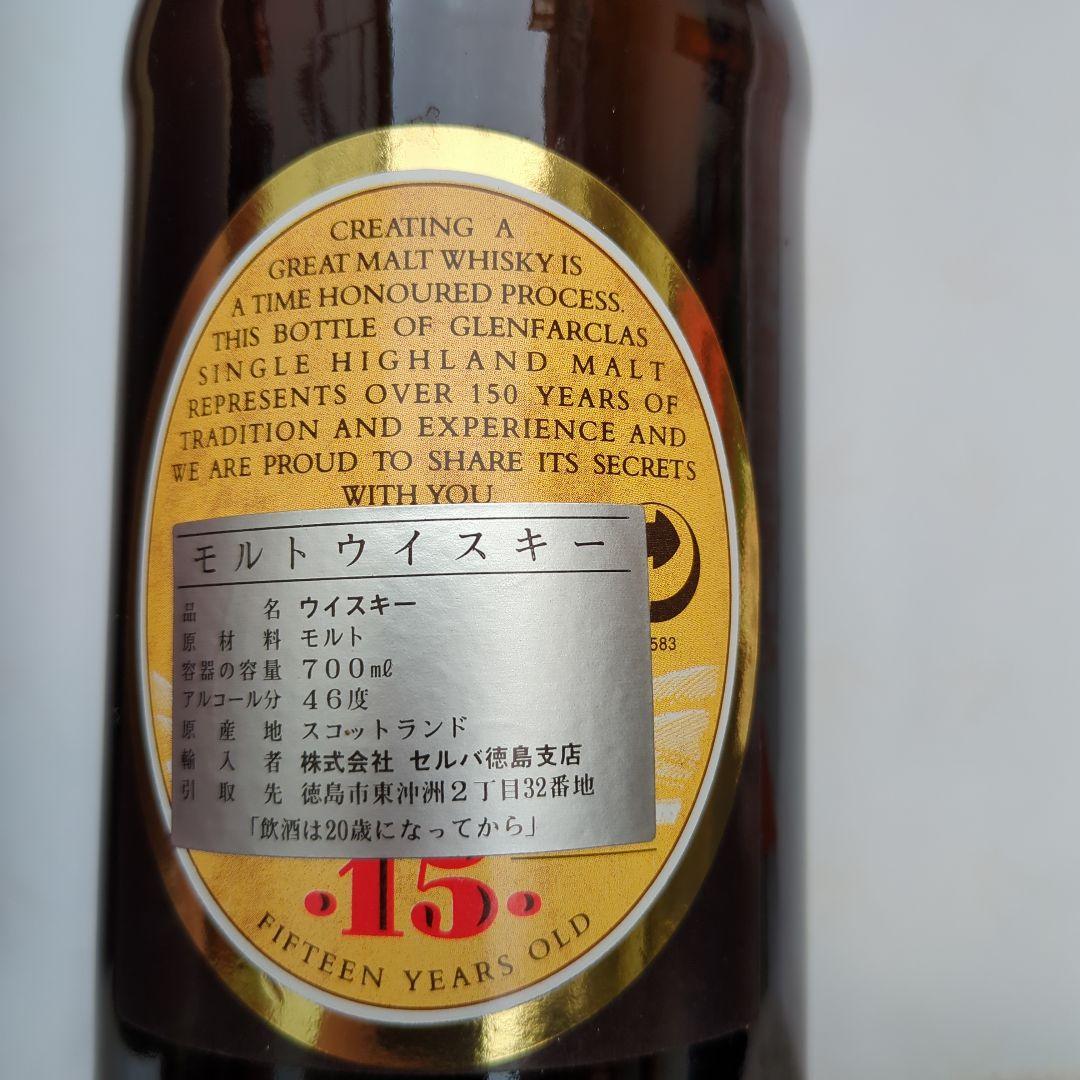 CREATING A
GREAT MALT WHISKY IS
A TIME HONOURED PROCESS.
THIS BOTTLE OF GLENFARCLAS
SINGLE HIGHLAND MALT
REPRESENTS OVER 150 YEARS OF
TRADITION AND EXPERIENCE AND
WE ARE PROUD TO SHARE ITS SECRETS
WITH YOU
モルトウイスキー
品名 ウイスキー
原材料 モルト
容器の容量 700㎖
アルコール分 46度
原産地 スコットランド
輸入者 株式会社 セルバ徳島支店
引取先 徳島市東沖洲2丁目32番地
「飲酒は20歳になってから」
583
·15·
FIFTEEN YEARS OLD